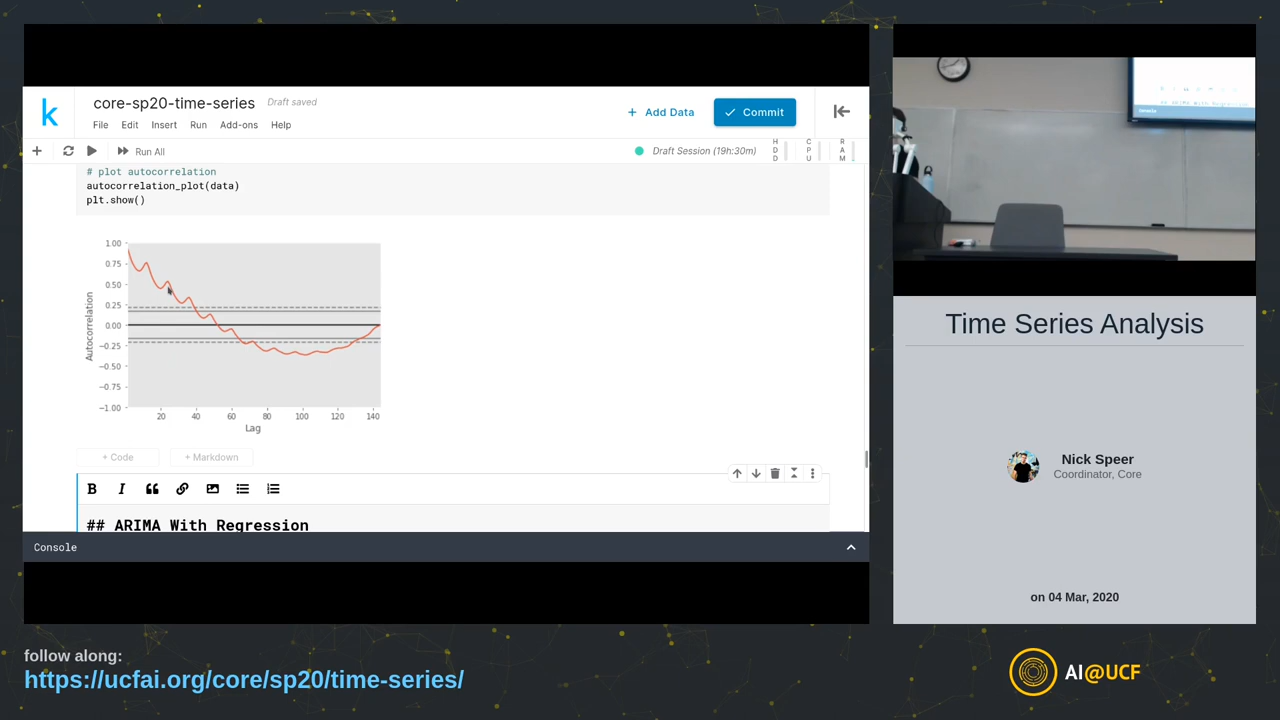 k
core-sp20-time-series
Draft saved
File Edit Insert Run Add-ons Help
+ Add Data
Commit
Run All
Draft Session (19h:30m)
HDD
CPU
RAM
# plot autocorrelation
autocorrelation_plot(data)
plt.show()
1.00
0.75
0.50
0.25
0.00
−0.25
−0.50
−0.75
−1.00
Autocorrelation
20 40 60 80 100 120 140
Lag
+ Code + Markdown
B I
## ARIMA With Regression
Console
Time Series Analysis
Nick Speer
Coordinator, Core
on 04 Mar, 2020
follow along:
https://ucfai.org/core/sp20/time-series/
AI@UCF